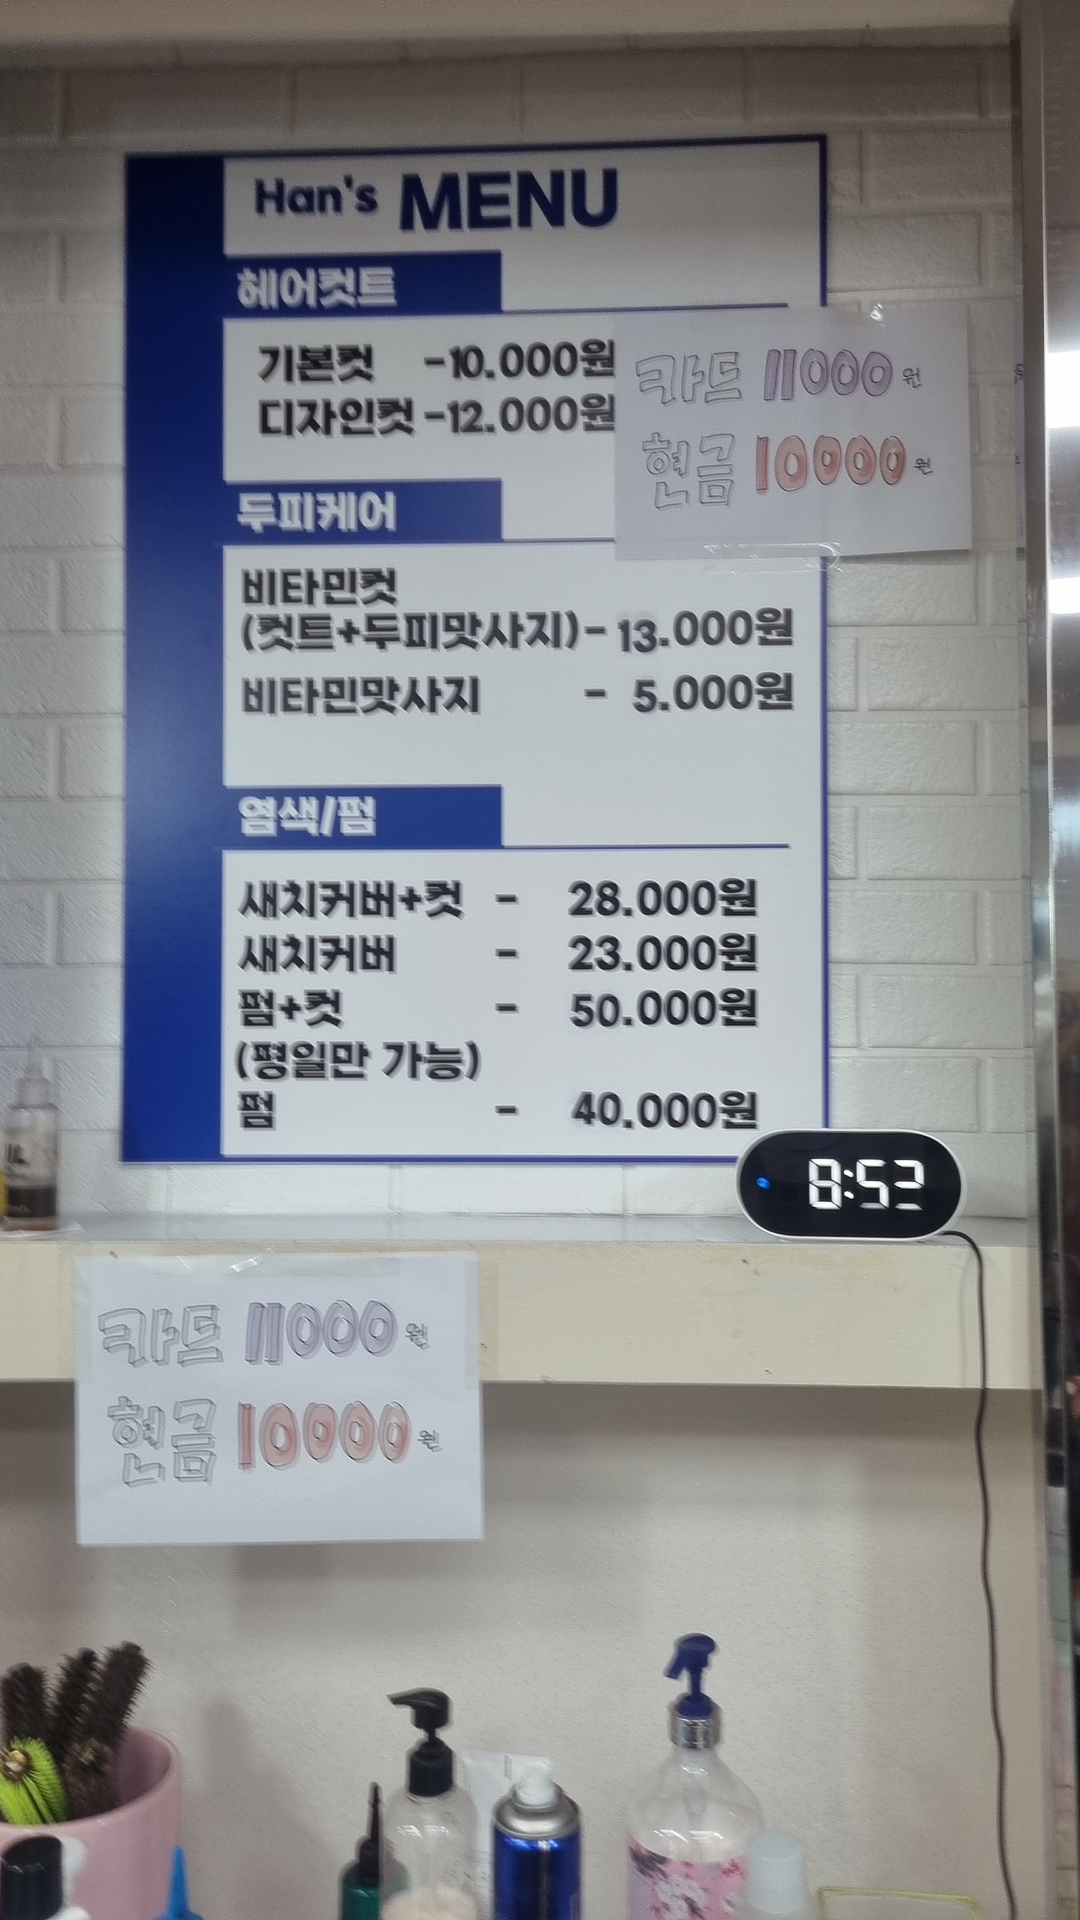 Han's MENU
헤어컷트
기본컷 -10.000원
디자인컷 -12.000원
카드 11000원
현금 10000원
두피케어
비타민컷
(컷트+두피맛사지) - 13.000원
비타민맛사지 - 5.000원
염색/펌
새치커버+컷 - 28.000원
새치커버 - 23.000원
펌+컷 - 50.000원
(평일만 가능)
펌 - 40.000원
8:52
카드 11000원
현금 10000원